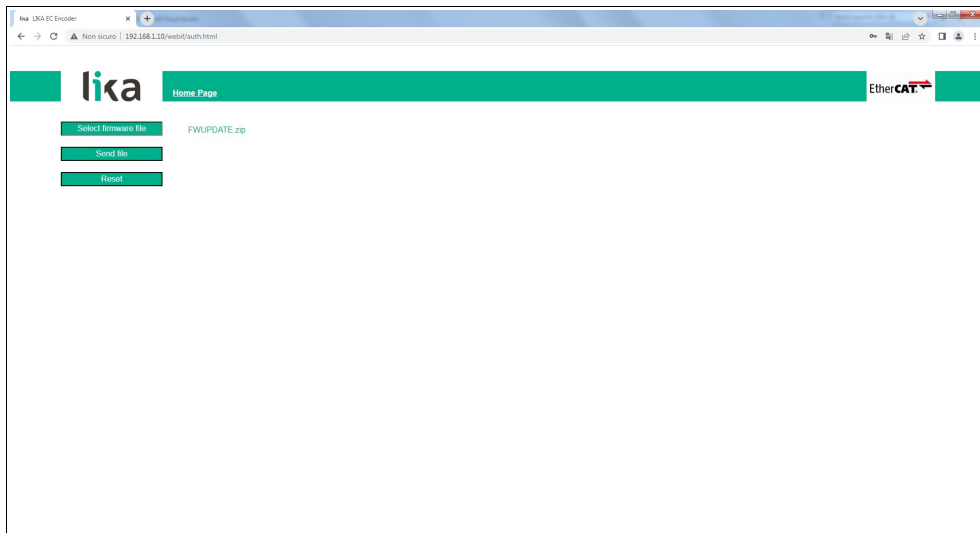 lika LIKA EC Encoder
Non sicuro | 192.168.1.10/webif/auth.html
lika
Home Page
EtherCAT
Select firmware file
FWUPDATE.zip
Send file
Reset